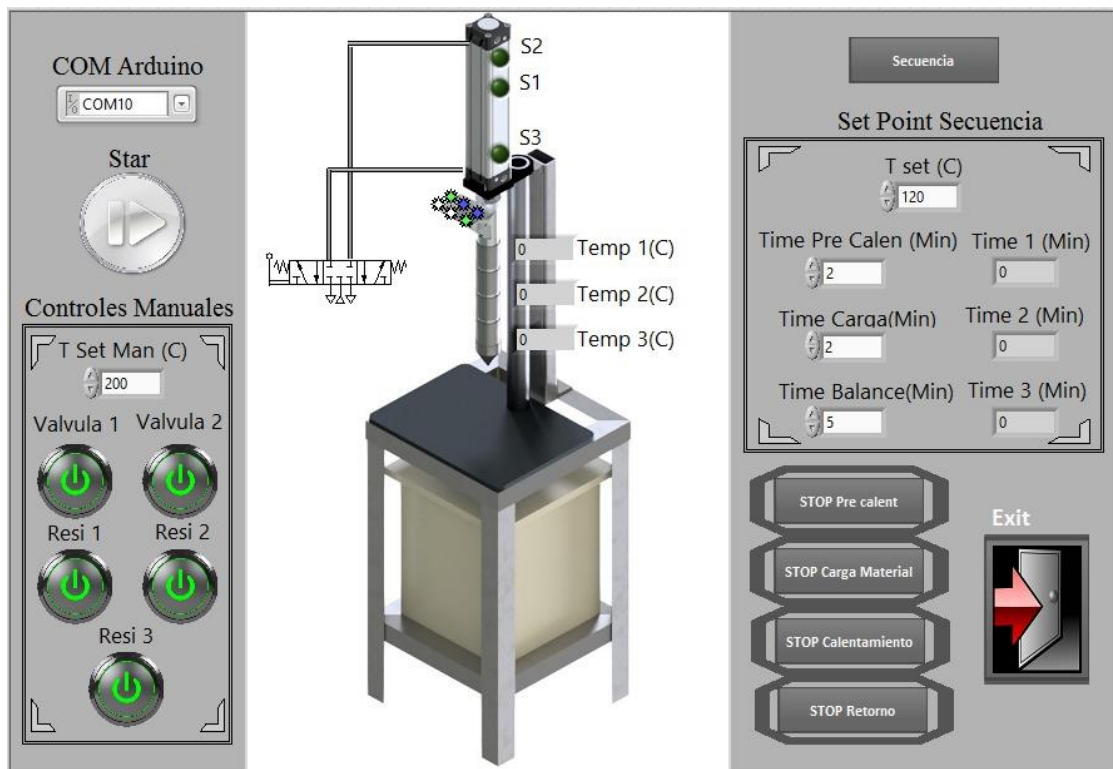 COM Arduino
I/O COM10
Star
Controles Manuales
T Set Man (C)
200
Valvula 1 Valvula 2
Resi 1 Resi 2
Resi 3
S2
S1
S3
0 Temp 1(C)
0 Temp 2(C)
0 Temp 3(C)
Secuencia
Set Point Secuencia
T set (C)
120
Time Pre Calen (Min) Time 1 (Min)
2 0
Time Carga(Min) Time 2 (Min)
2 0
Time Balance(Min) Time 3 (Min)
5 0
STOP Pre calent
STOP Carga Material
STOP Calentamiento
STOP Retorno
Exit